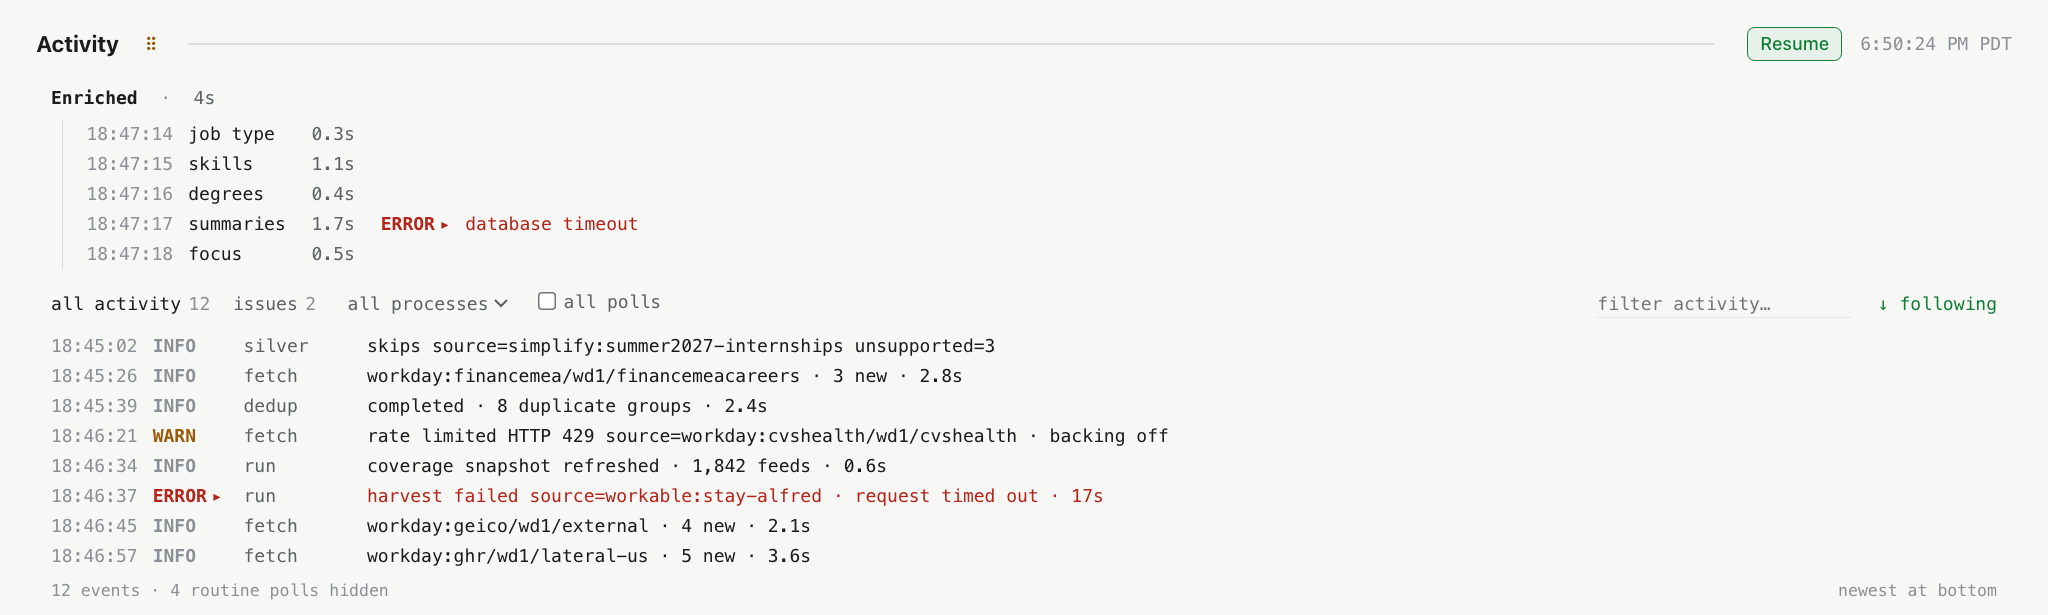 Activity Resume 6:50:24 PM PDT
Enriched · 4s
18:47:14 job type 0.3s
18:47:15 skills 1.1s
18:47:16 degrees 0.4s
18:47:17 summaries 1.7s ERROR ▸ database timeout
18:47:18 focus 0.5s
all activity 12 issues 2 all processes all polls filter activity… ↓ following
18:45:02 INFO silver skips source=simplify:summer2027-internships unsupported=3
18:45:26 INFO fetch workday:financemea/wd1/financemeacareers · 3 new · 2.8s
18:45:39 INFO dedup completed · 8 duplicate groups · 2.4s
18:46:21 WARN fetch rate limited HTTP 429 source=workday:cvshealth/wd1/cvshealth · backing off
18:46:34 INFO run coverage snapshot refreshed · 1,842 feeds · 0.6s
18:46:37 ERROR ▸ run harvest failed source=workable:stay-alfred · request timed out · 17s
18:46:45 INFO fetch workday:geico/wd1/external · 4 new · 2.1s
18:46:57 INFO fetch workday:ghr/wd1/lateral-us · 5 new · 3.6s
12 events · 4 routine polls hidden newest at bottom